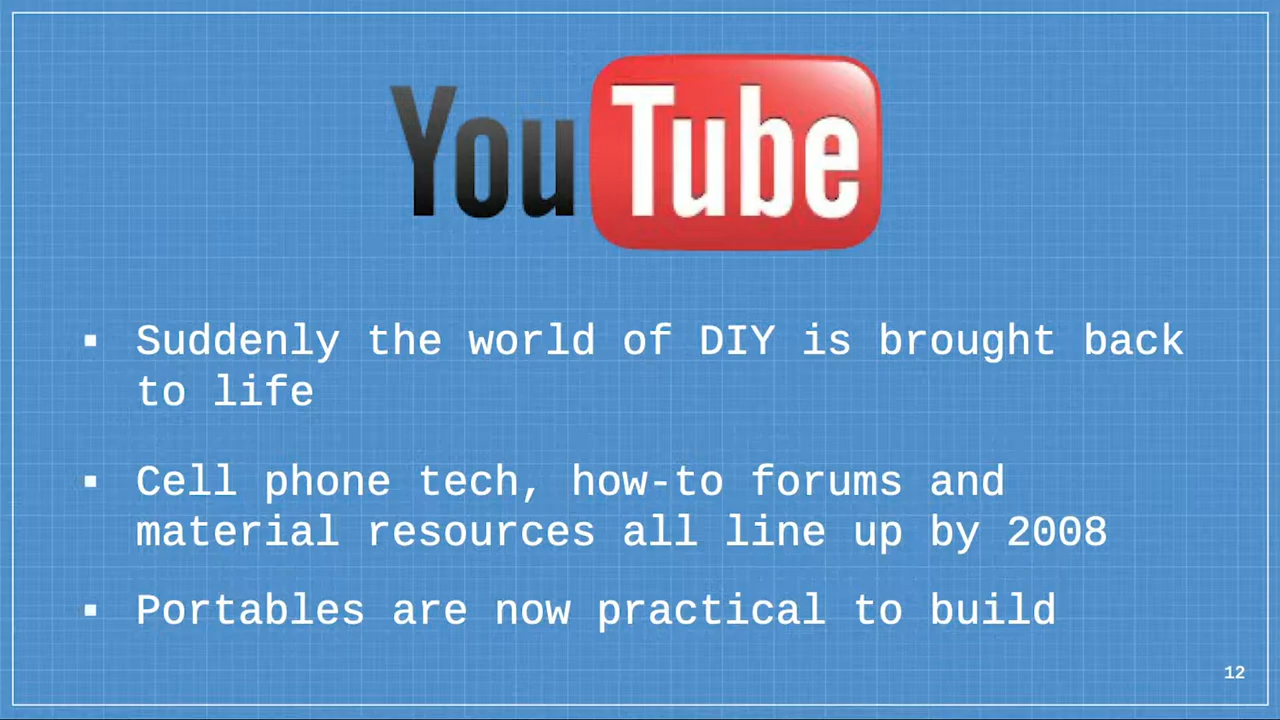 YouTube
▪ Suddenly the world of DIY is brought back
to life
▪ Cell phone tech, how-to forums and
material resources all line up by 2008
▪ Portables are now practical to build
12